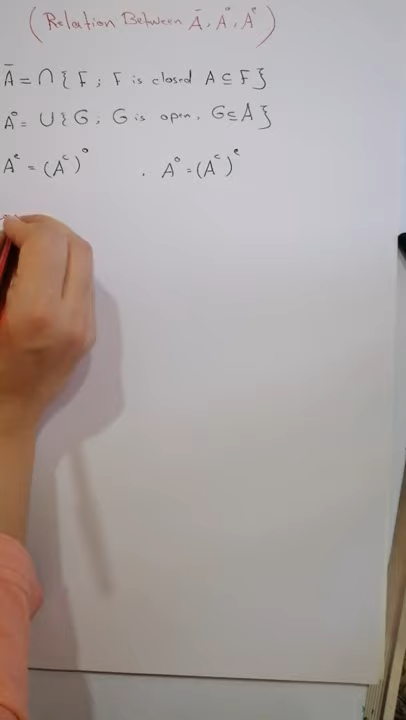 (Relation Between Ā, A°, Aᵉ)
Ā = ∩ { F ; F is closed A ⊆ F }
A° = ∪ { G ; G is open, G ⊆ A }
Aᵉ = (Aᶜ)° . A° = (Aᶜ)ᵉ